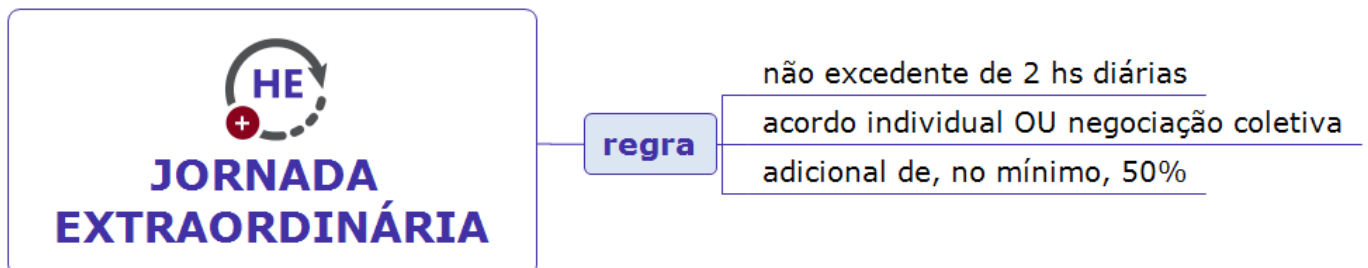 HE
+
JORNADA
EXTRAORDINÁRIA
regra
não excedente de 2 hs diárias
acordo individual OU negociação coletiva
adicional de, no mínimo, 50%